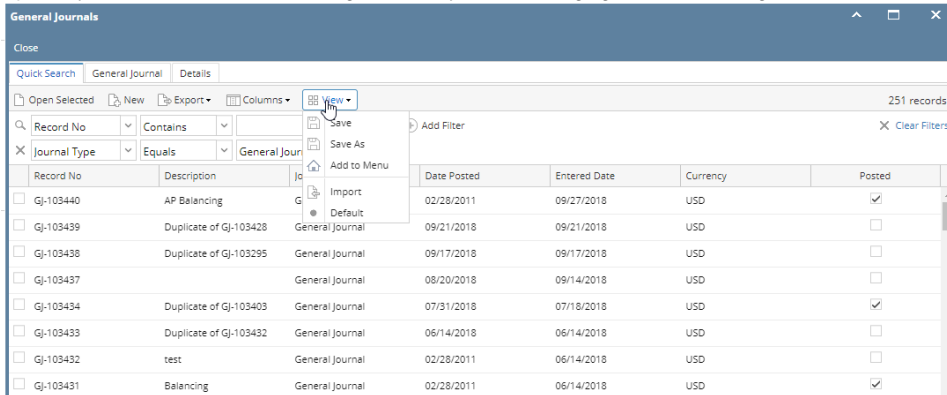 General Journals
Close
Quick Search General Journal Details
Open Selected New Export Columns View 251 records
Record No Contains Save Add Filter Clear Filters
Save As
Journal Type Equals General Jour
Add to Menu
Record No Description Jo Date Posted Entered Date Currency Posted
Import
GJ-103440 AP Balancing G 02/28/2011 09/27/2018 USD
Default
GJ-103439 Duplicate of GJ-103428 General Journal 09/21/2018 09/21/2018 USD
GJ-103438 Duplicate of GJ-103295 General Journal 09/17/2018 09/17/2018 USD
GJ-103437 General Journal 08/20/2018 09/14/2018 USD
GJ-103434 Duplicate of GJ-103403 General Journal 07/31/2018 07/18/2018 USD
GJ-103433 Duplicate of GJ-103432 General Journal 06/14/2018 06/14/2018 USD
GJ-103432 test General Journal 02/28/2011 06/14/2018 USD
GJ-103431 Balancing General Journal 02/28/2011 06/14/2018 USD